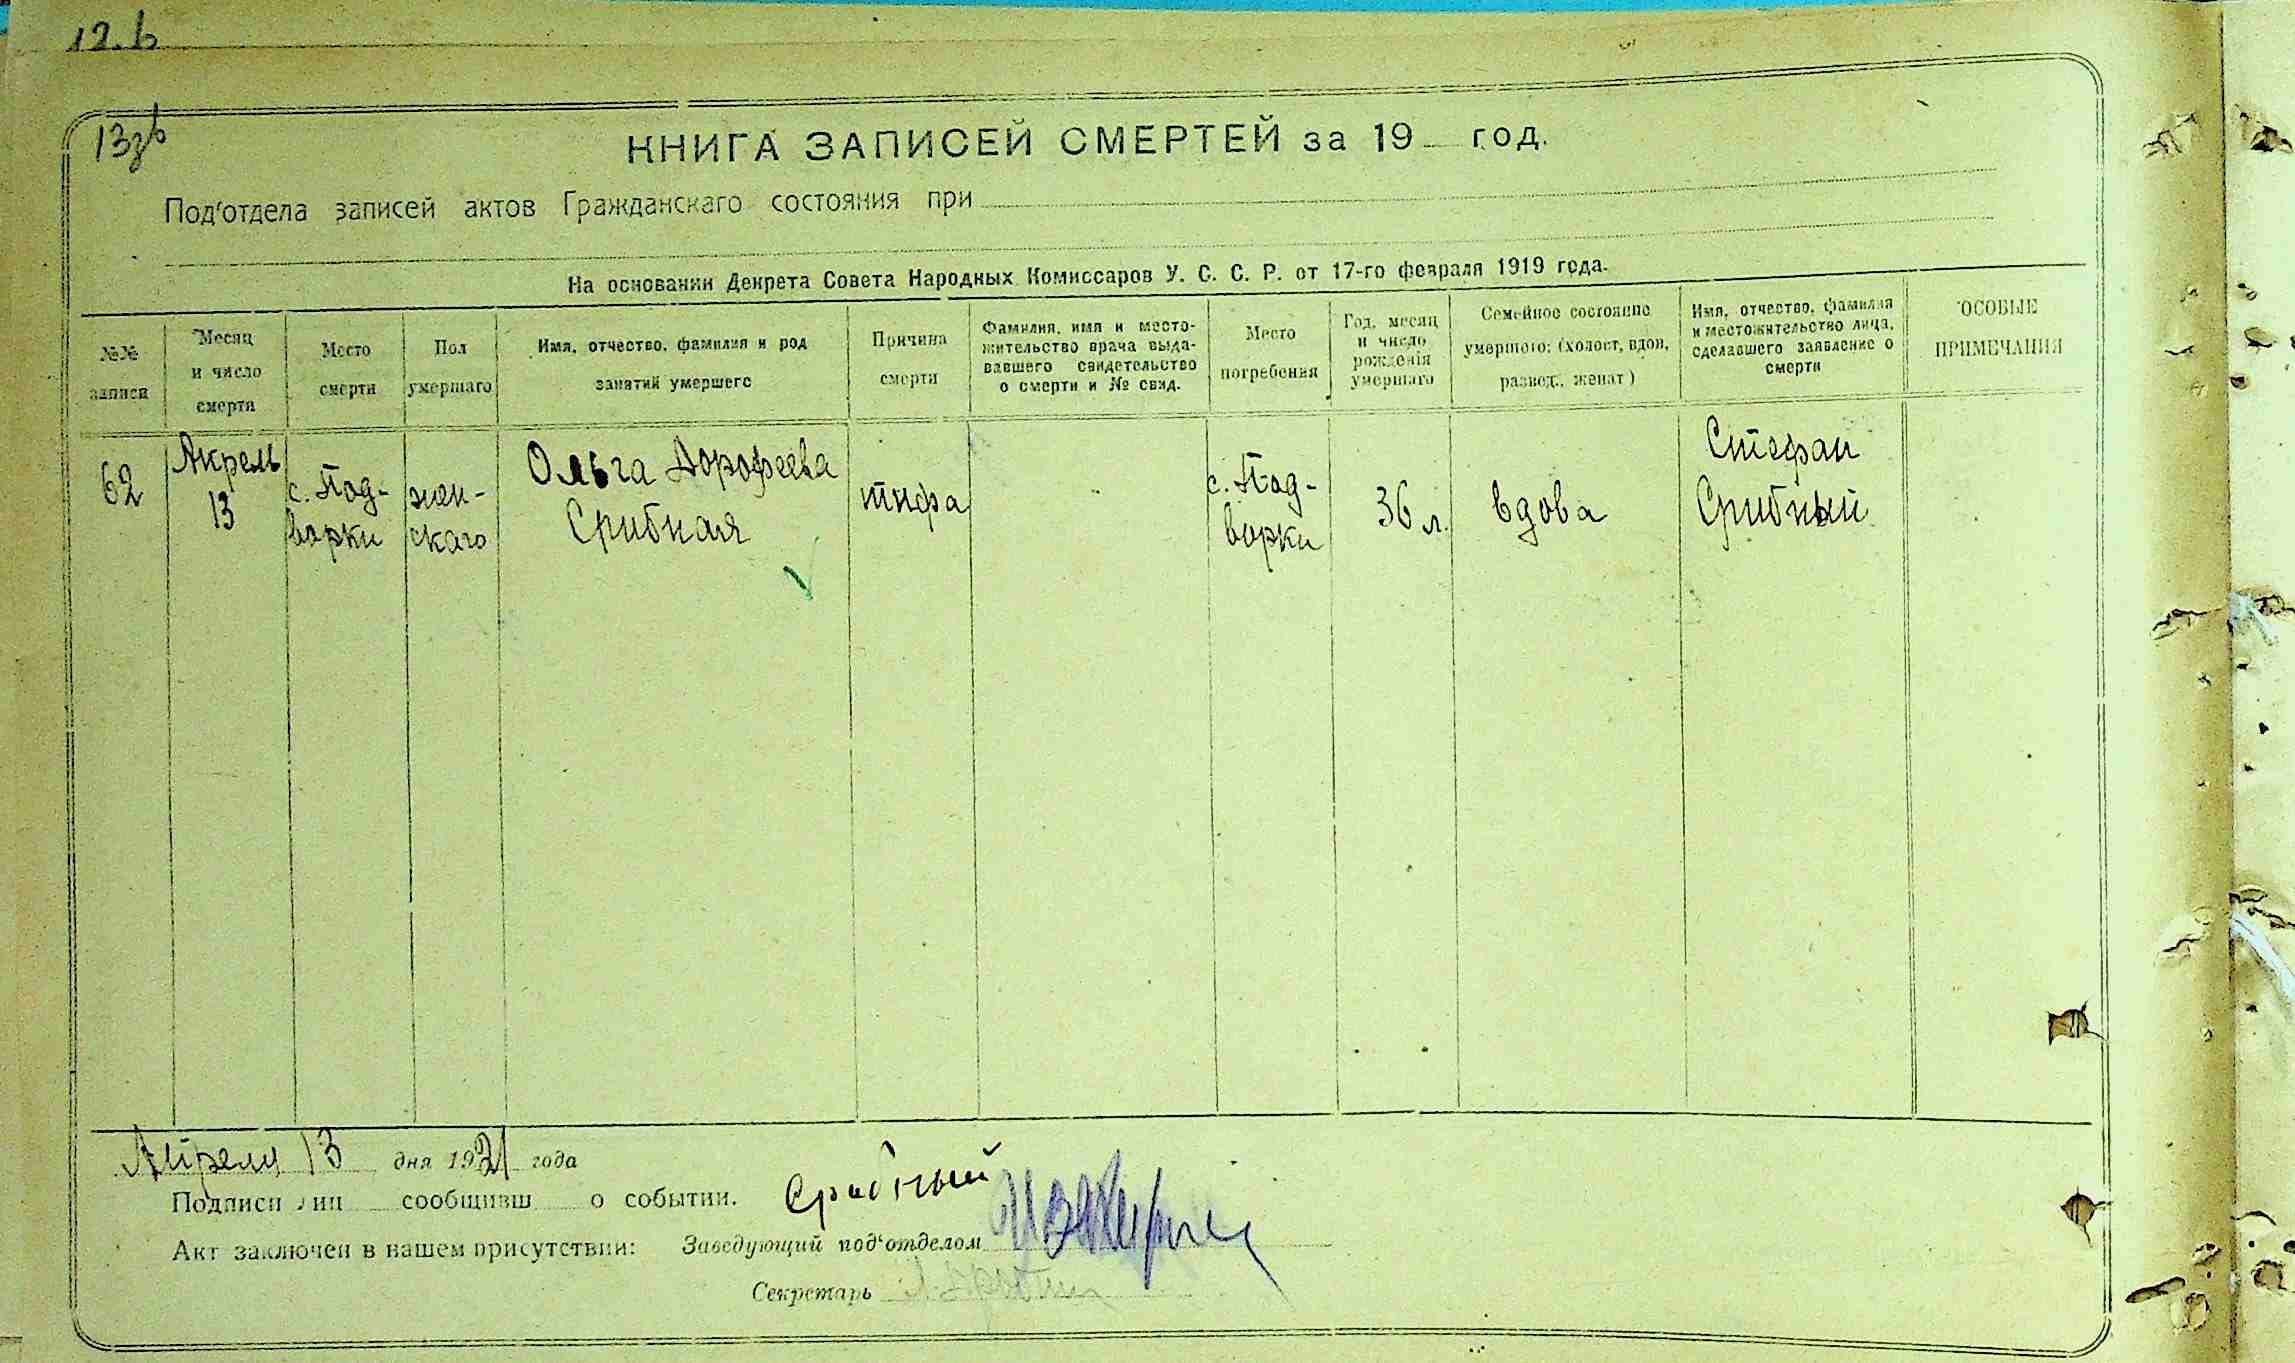 12.
КНИГА ЗАПИСЕЙ СМЕРТЕЙ за 19 год.
Под'отдела записей актов Гражданскаго состояния при
На основании Декрета Совета Народных Комиссаров У. С. С. Р. от 17-го февраля 1919 года.
№№ записи
Месяц и число смерти
Место смерти
Пол умершаго
Имя, отчество, фамилия и род занятий умершего
Причина смерти
Фамилия, имя и место-
жительство врача выда-
вавшего свидетельство
о смерти и № свид.
Место погребения
Год, месяц
и число
рождения
умершаго
Семейное состояние
умершого: (холост, вдов,
развед., женат)
Имя, отчество, фамилия
и местожительство лица,
сделавшего заявление о
смерти
ОСОБЫЕ
ПРИМЕЧАНИЯ
62
Апрель
13
с. Под-
ворки
жен-
скаго
Ольга Дорофеева
Срибная
тифа
с. Под-
ворки
36 л.
вдова
Стефан
Срибный
Апреля 13 дня 1921 года
Подписи лиц сообщивш о событии. Срибный
Акт заключен в нашем присутствии: Заведующий под'отделом
Секретарь